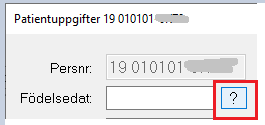 Patientuppgifter 19 010101
Persnr: 19 010101
Födelsedat: ?